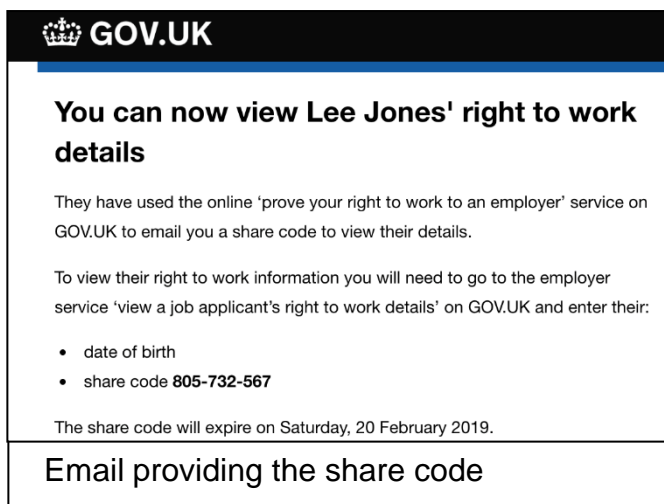 GOV.UK
You can now view Lee Jones' right to work
details
They have used the online ‘prove your right to work to an employer’ service on
GOV.UK to email you a share code to view their details.
To view their right to work information you will need to go to the employer
service ‘view a job applicant’s right to work details’ on GOV.UK and enter their:
• date of birth
• share code 805-732-567
The share code will expire on Saturday, 20 February 2019.
Email providing the share code